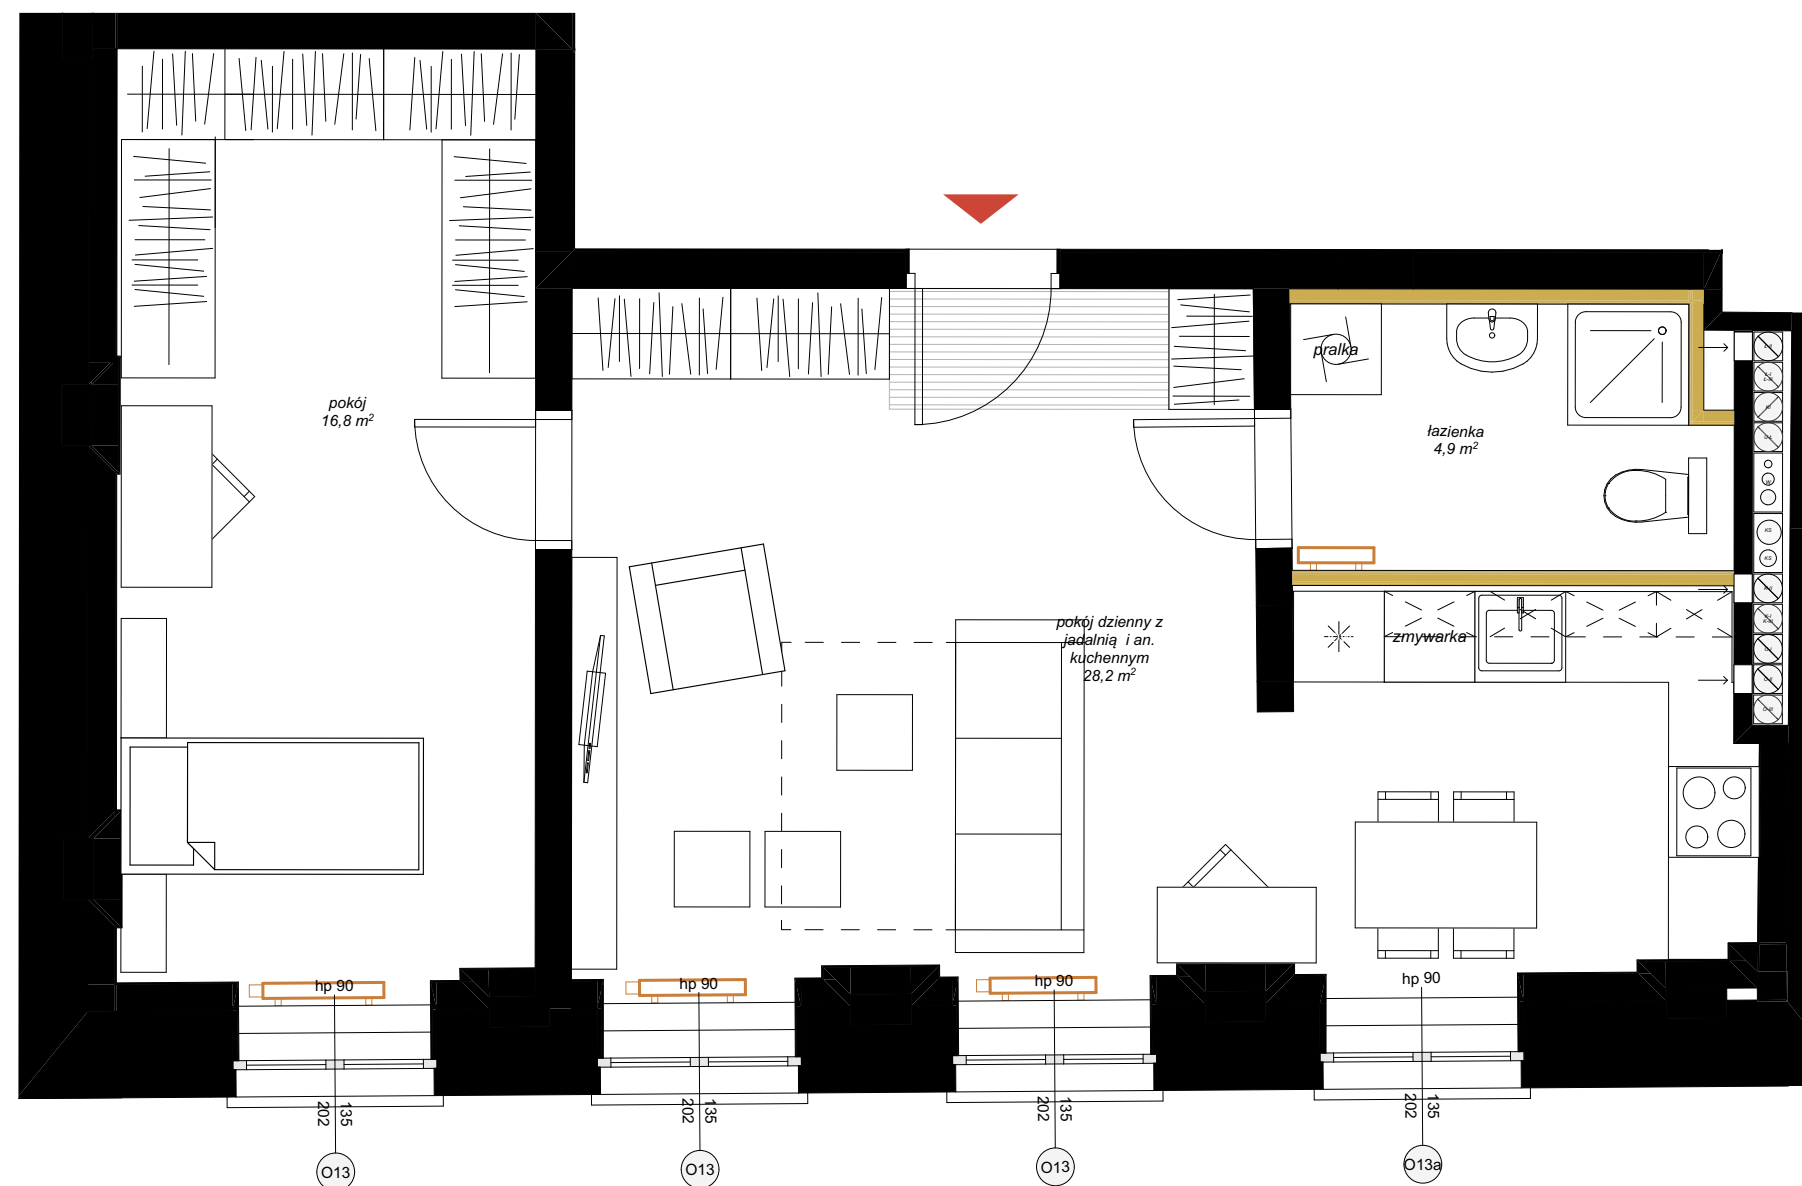 pralka
pokój
16,8 m²
łazienka
4,9 m²
pokój dzienny z
jadalnią i an.
kuchennym
28,2 m²
zmywarka
W
KS
KS
hp 90
hp 90
hp 90
hp 90
135
202
135
202
135
202
135
202
O13
O13
O13
O13a